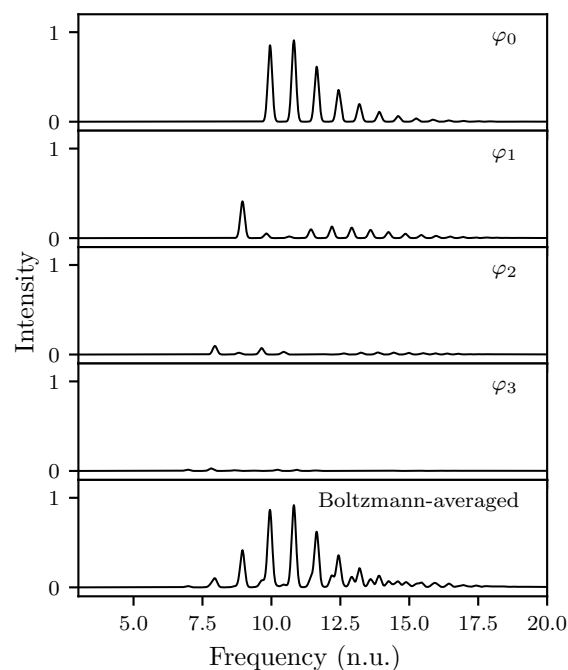 1
φ0
0
1
φ1
0
1
φ2
0
1
φ3
0
1
Boltzmann-averaged
0
Intensity
5.0 7.5 10.0 12.5 15.0 17.5 20.0
Frequency (n.u.)